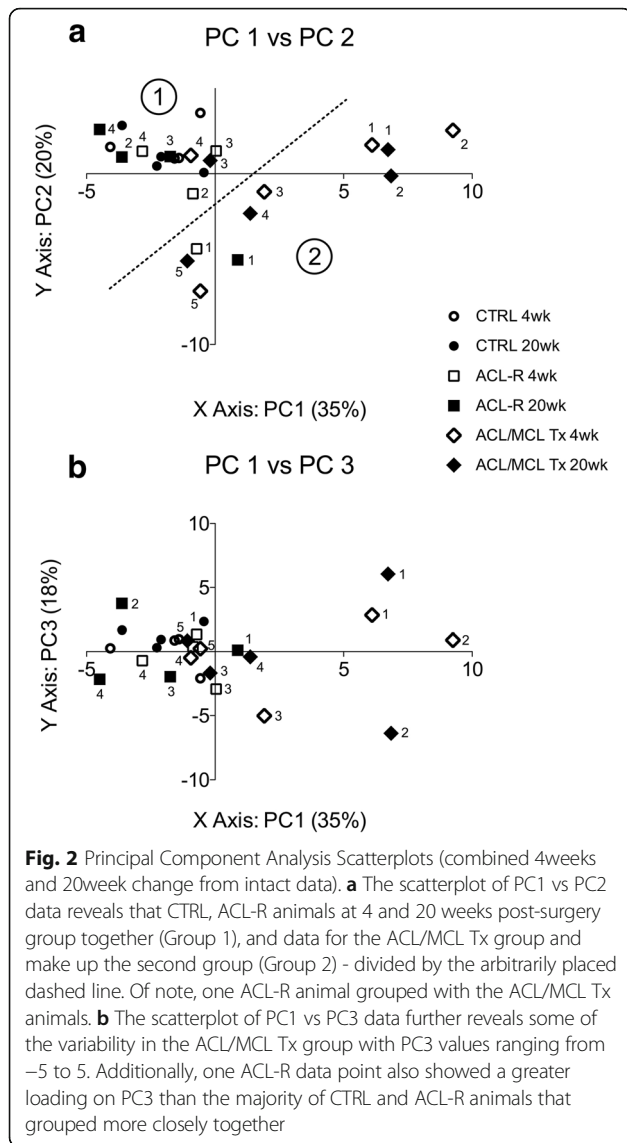 a
PC 1 vs PC 2
1
2
Y Axis: PC2 (20%)
-5
5
10
-10
4
2
4
3
4
3
3
2
1
5
5
1
3
4
1
1
2
2
X Axis: PC1 (35%)
CTRL 4wk
CTRL 20wk
ACL-R 4wk
ACL-R 20wk
ACL/MCL Tx 4wk
ACL/MCL Tx 20wk
b
PC 1 vs PC 3
Y Axis: PC3 (18%)
10
5
-5
-10
-5
5
10
2
1
5
5
4
4
4
3
3
3
1
4
3
1
1
2
2
X Axis: PC1 (35%)
Fig. 2 Principal Component Analysis Scatterplots (combined 4weeks
and 20week change from intact data). a The scatterplot of PC1 vs PC2
data reveals that CTRL, ACL-R animals at 4 and 20 weeks post-surgery
group together (Group 1), and data for the ACL/MCL Tx group and
make up the second group (Group 2) - divided by the arbitrarily placed
dashed line. Of note, one ACL-R animal grouped with the ACL/MCL Tx
animals. b The scatterplot of PC1 vs PC3 data further reveals some of
the variability in the ACL/MCL Tx group with PC3 values ranging from
−5 to 5. Additionally, one ACL-R data point also showed a greater
loading on PC3 than the majority of CTRL and ACL-R animals that
grouped more closely together